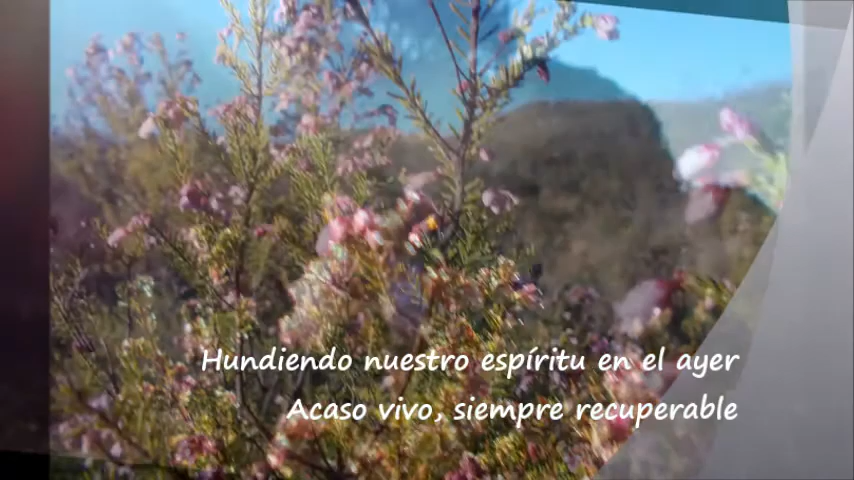 Hundiendo nuestro espíritu en el ayer
Acaso vivo, siempre recuperable